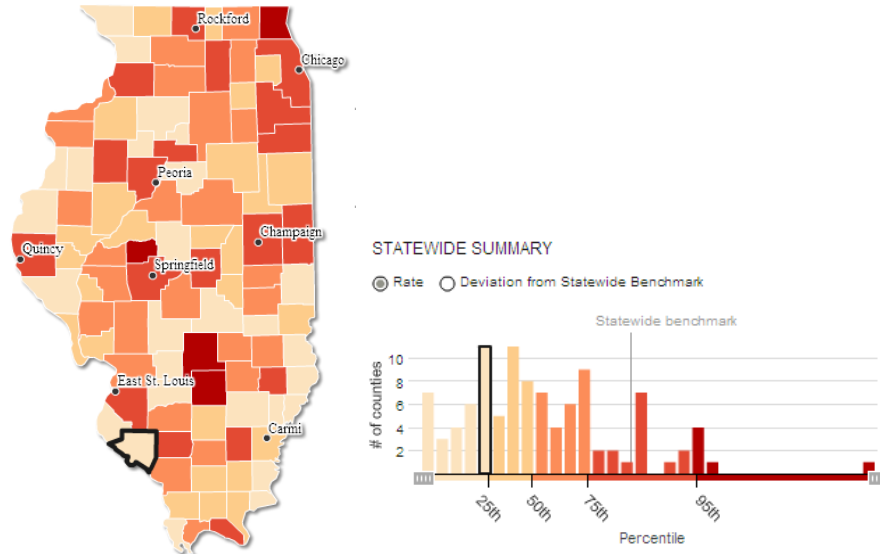 Rockford
Chicago
Peoria
Champaign
Quincy
Springfield
East St. Louis
Carmi
STATEWIDE SUMMARY
Rate Deviation from Statewide Benchmark
Statewide benchmark
# of counties
10
8
6
4
2
25th 50th 75th 95th
Percentile